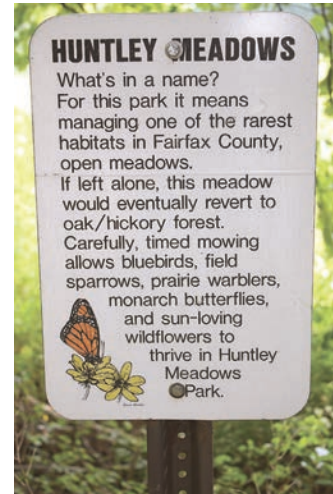 HUNTLEY MEADOWS
What's in a name?
For this park it means
managing one of the rarest
habitats in Fairfax County,
open meadows.
If left alone, this meadow
would eventually revert to
oak/hickory forest.
Carefully, timed mowing
allows bluebirds, field
sparrows, prairie warblers,
monarch butterflies,
and sun-loving
wildflowers to
thrive in Huntley
Meadows
Park.